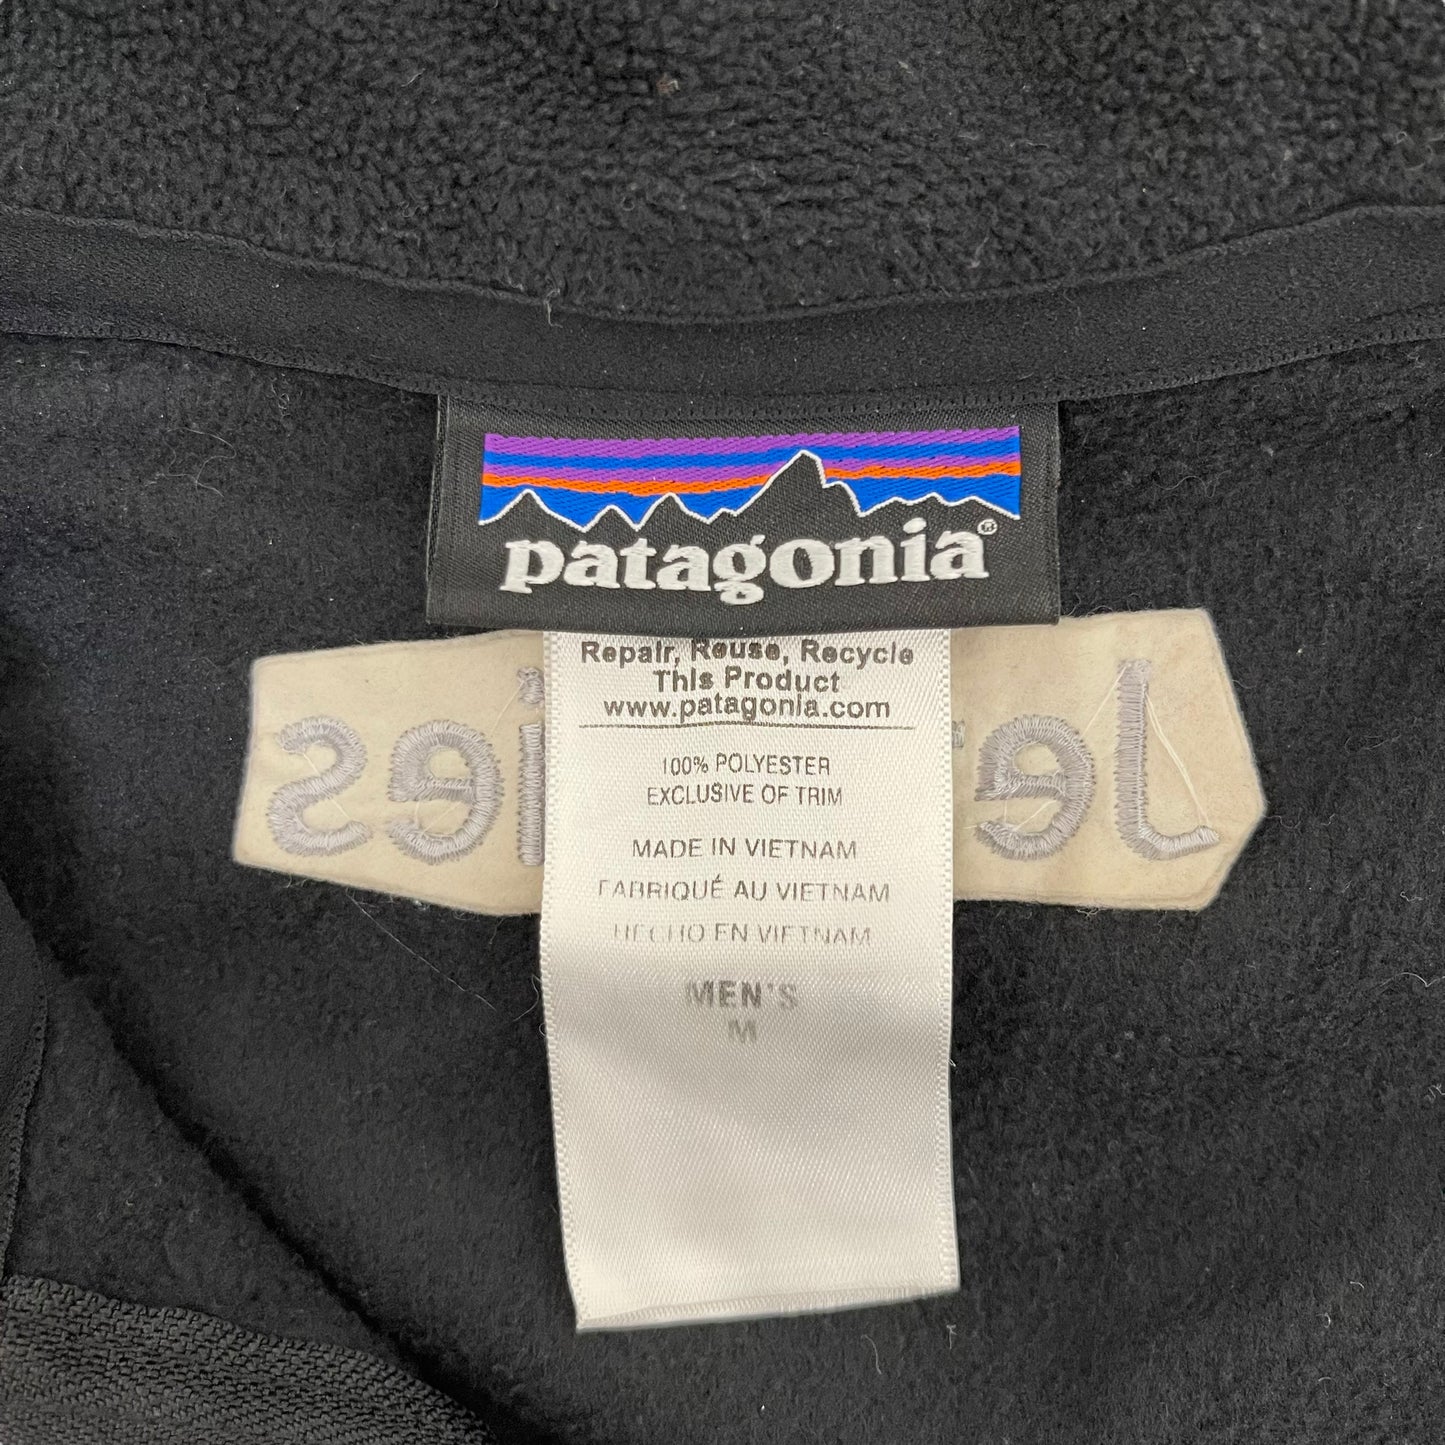 patagonia®
Repair, Reuse, Recycle
This Product
www.patagonia.com
100% POLYESTER
EXCLUSIVE OF TRIM
MADE IN VIETNAM
FABRIQUÉ AU VIETNAM
HECHO EN VIETNAM
MEN'S
M